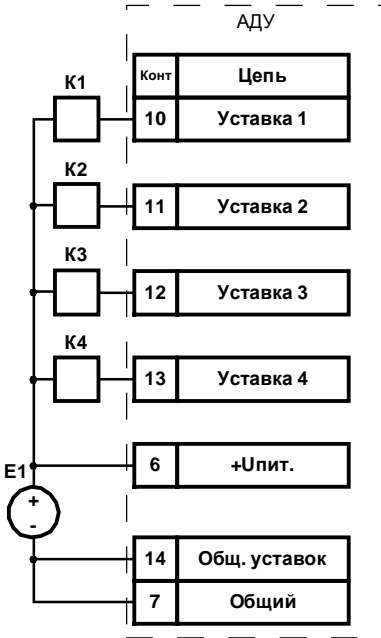 АДУ
Конт Цепь
К1
10 Уставка 1
К2
11 Уставка 2
К3
12 Уставка 3
К4
13 Уставка 4
6 +Uпит.
E1
+
-
14 Общ. уставок
7 Общий